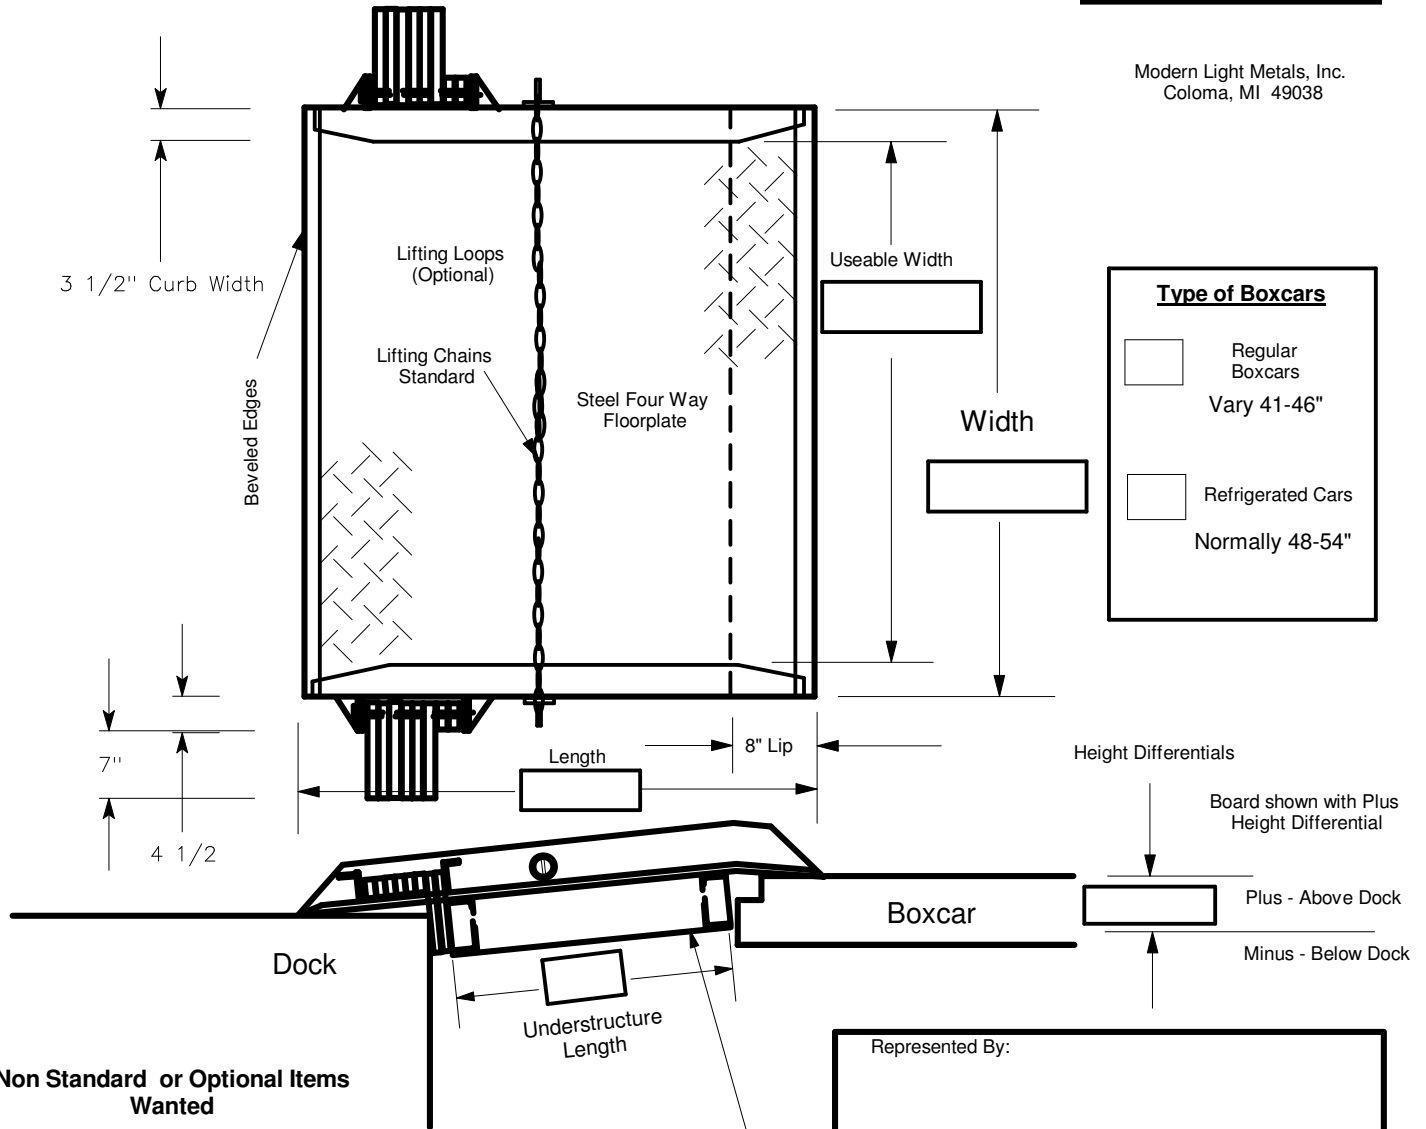 Modern Light Metals, Inc.
Coloma, MI  49038
3 1/2" Curb Width
Beveled Edges
Lifting Loops
(Optional)
Lifting Chains
Standard
Steel Four Way
Floorplate
Useable Width
Width
Type of Boxcars
Regular
Boxcars
Vary 41-46"
Refrigerated Cars
Normally 48-54"
7"
4 1/2
Length
8" Lip
Height Differentials
Board shown with Plus
Height Differential
Plus - Above Dock
Minus - Below Dock
Boxcar
Dock
Understructure
Length
Represented By:
Non Standard  or Optional Items
Wanted